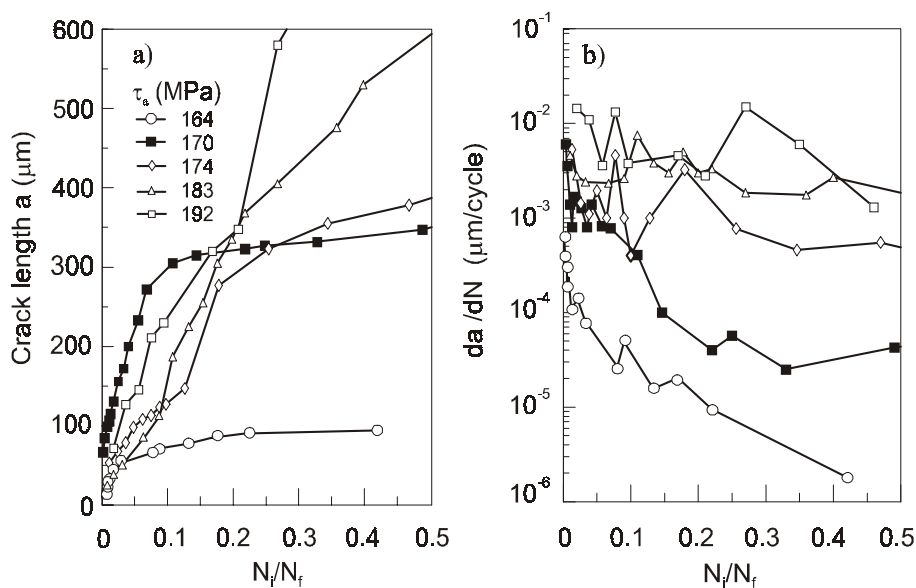 a)
τa (MPa)
164
170
174
183
192
600
500
400
300
200
100
0
Crack length a (μm)
0 0.1 0.2 0.3 0.4 0.5
Ni/Nf
b)
10⁻¹
10⁻²
10⁻³
10⁻⁴
10⁻⁵
10⁻⁶
da/dN (μm/cycle)
0 0.1 0.2 0.3 0.4 0.5
Ni/Nf